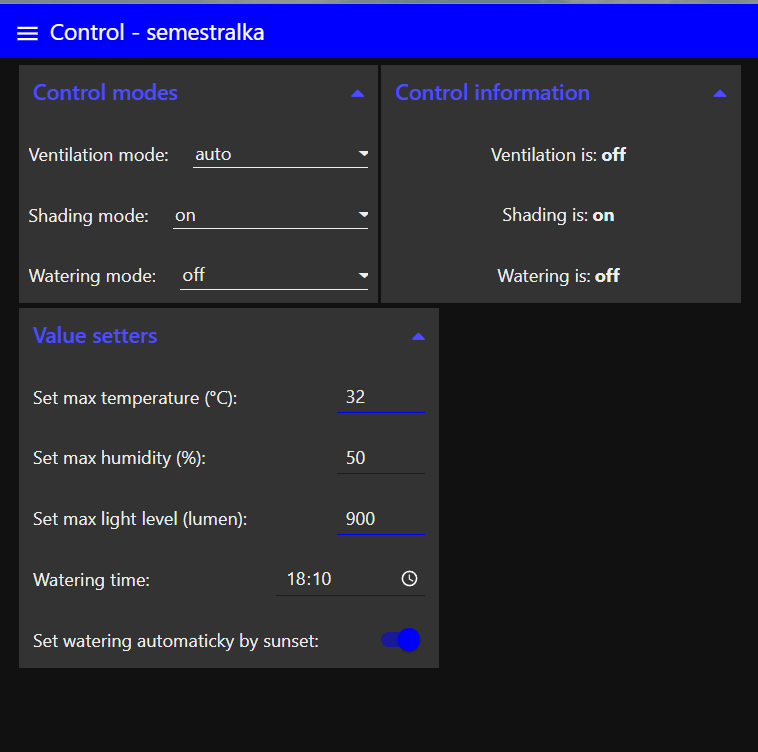 Control - semestralka
Control modes
Ventilation mode: auto
Shading mode: on
Watering mode: off
Control information
Ventilation is: off
Shading is: on
Watering is: off
Value setters
Set max temperature (°C): 32
Set max humidity (%): 50
Set max light level (lumen): 900
Watering time: 18:10
Set watering automaticky by sunset: